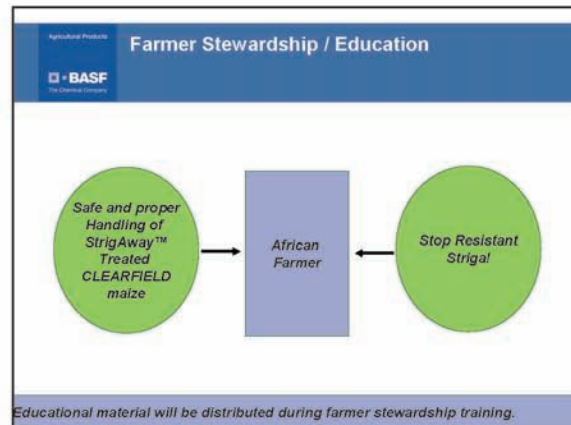 Agricultural Products
BASF
The Chemical Company
Farmer Stewardship / Education
Safe and proper
Handling of
StrigAway™
Treated
CLEARFIELD
maize
African
Farmer
Stop Resistant
Striga!
Educational material will be distributed during farmer stewardship training.